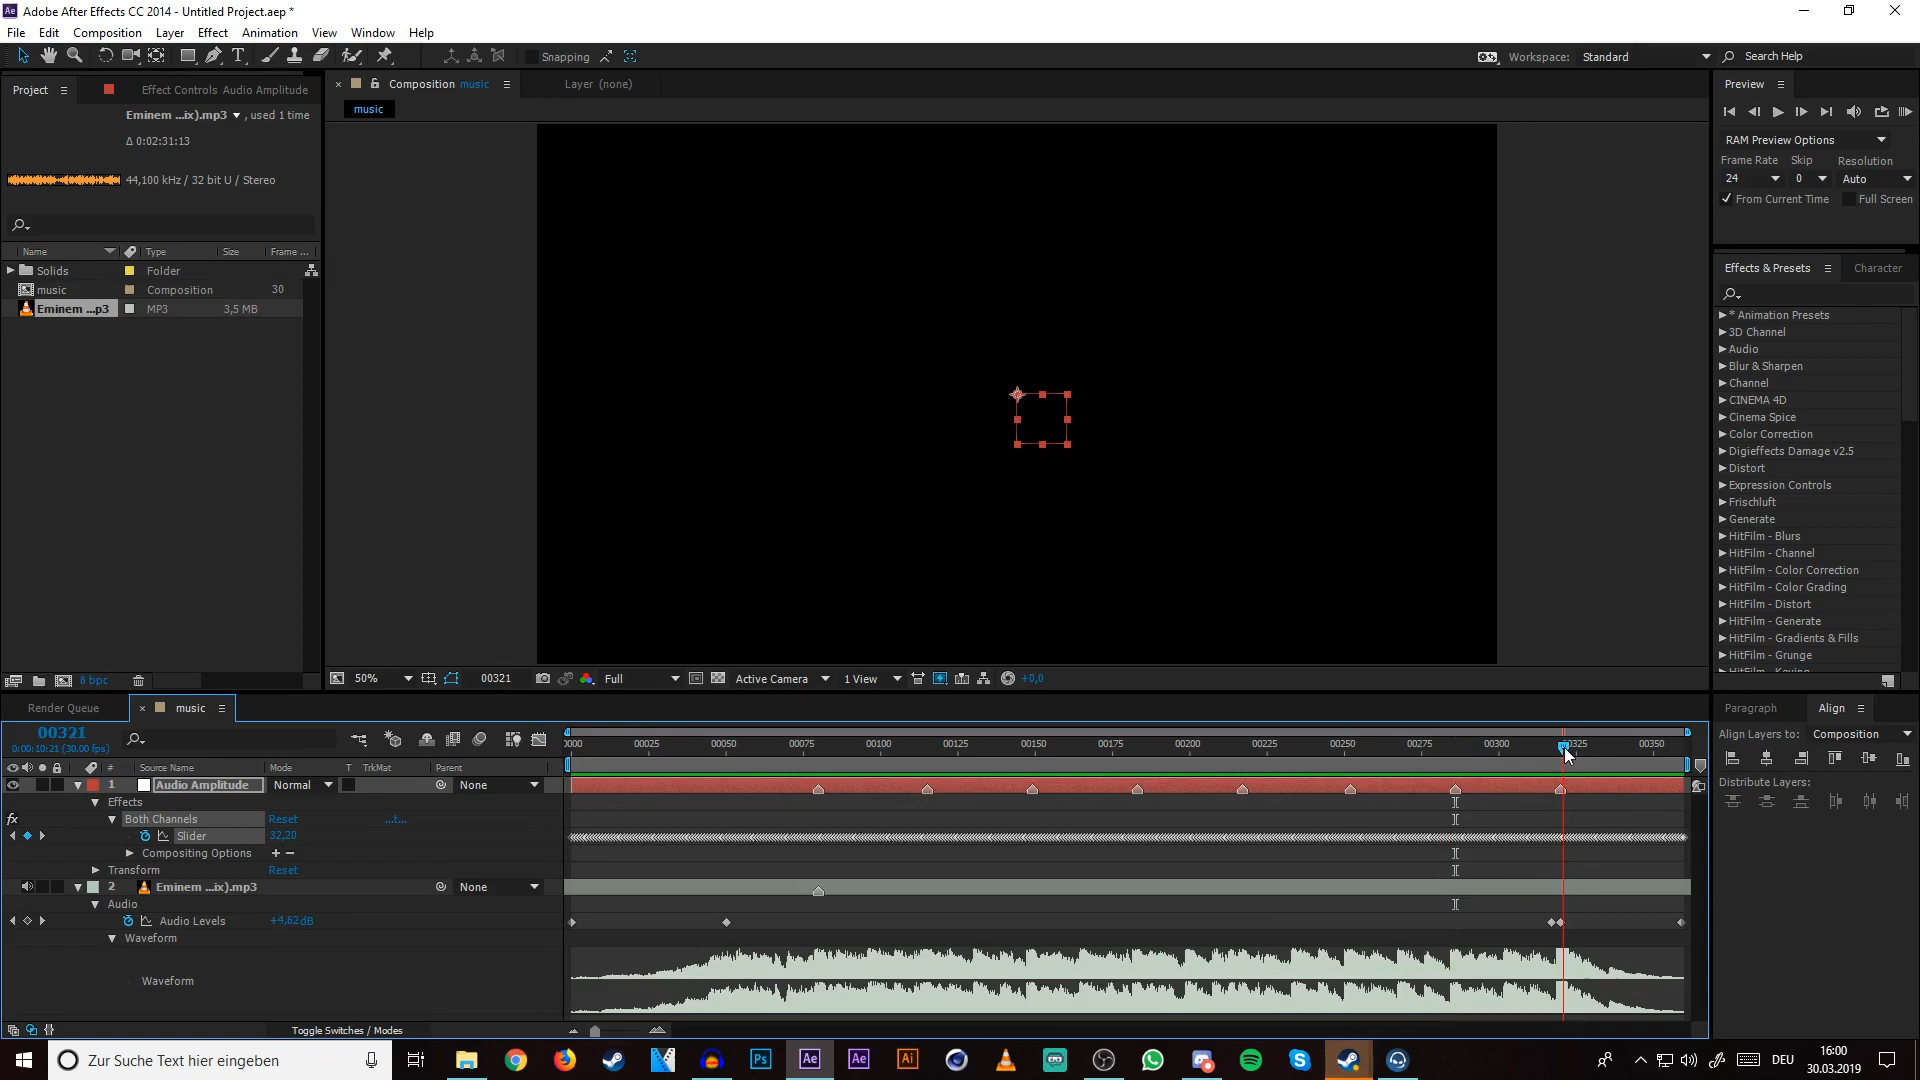 Adobe After Effects CC 2014 - Untitled Project.aep *
File Edit Composition Layer Effect Animation View Window Help
Snapping
Workspace: Standard
Search Help
Project
Effect Controls Audio Amplitude
Composition music
Layer (none)
Preview
music
Eminem ...ix).mp3 , used 1 time
Δ 0:02:31:13
44,100 kHz / 32 bit U / Stereo
RAM Preview Options
Frame Rate Skip Resolution
24 0 Auto
From Current Time Full Screen
Name Type Size Frame ...
Solids Folder
music Composition 30
Eminem ...p3 MP3 3,5 MB
Effects & Presets Character
* Animation Presets
3D Channel
Audio
Blur & Sharpen
Channel
CINEMA 4D
Cinema Spice
Color Correction
Digieffects Damage v2.5
Distort
Expression Controls
Frischluft
Generate
HitFilm - Blurs
HitFilm - Channel
HitFilm - Color Correction
HitFilm - Color Grading
HitFilm - Distort
HitFilm - Generate
HitFilm - Gradients & Fills
HitFilm - Grunge
HitFilm - Keying
8 bpc
50% 00321 Full Active Camera 1 View +0,0
Render Queue music
Paragraph Align
00321
0:00:10:21 (30.00 fps)
0000 00025 00050 00075 00100 00125 00150 00175 00200 00225 00250 00275 00300 00325 00350
Align Layers to: Composition
Distribute Layers:
# Source Name Mode T TrkMat Parent
1 Audio Amplitude Normal None
Effects
fx Both Channels Reset ...t...
Slider 32,20
Compositing Options + −
Transform Reset
2 Eminem ...ix).mp3 None
Audio
Audio Levels +4,62dB
Waveform
Waveform
Toggle Switches / Modes
Zur Suche Text hier eingeben
Ps Ae Ae Ai
DEU
16:00
30.03.2019